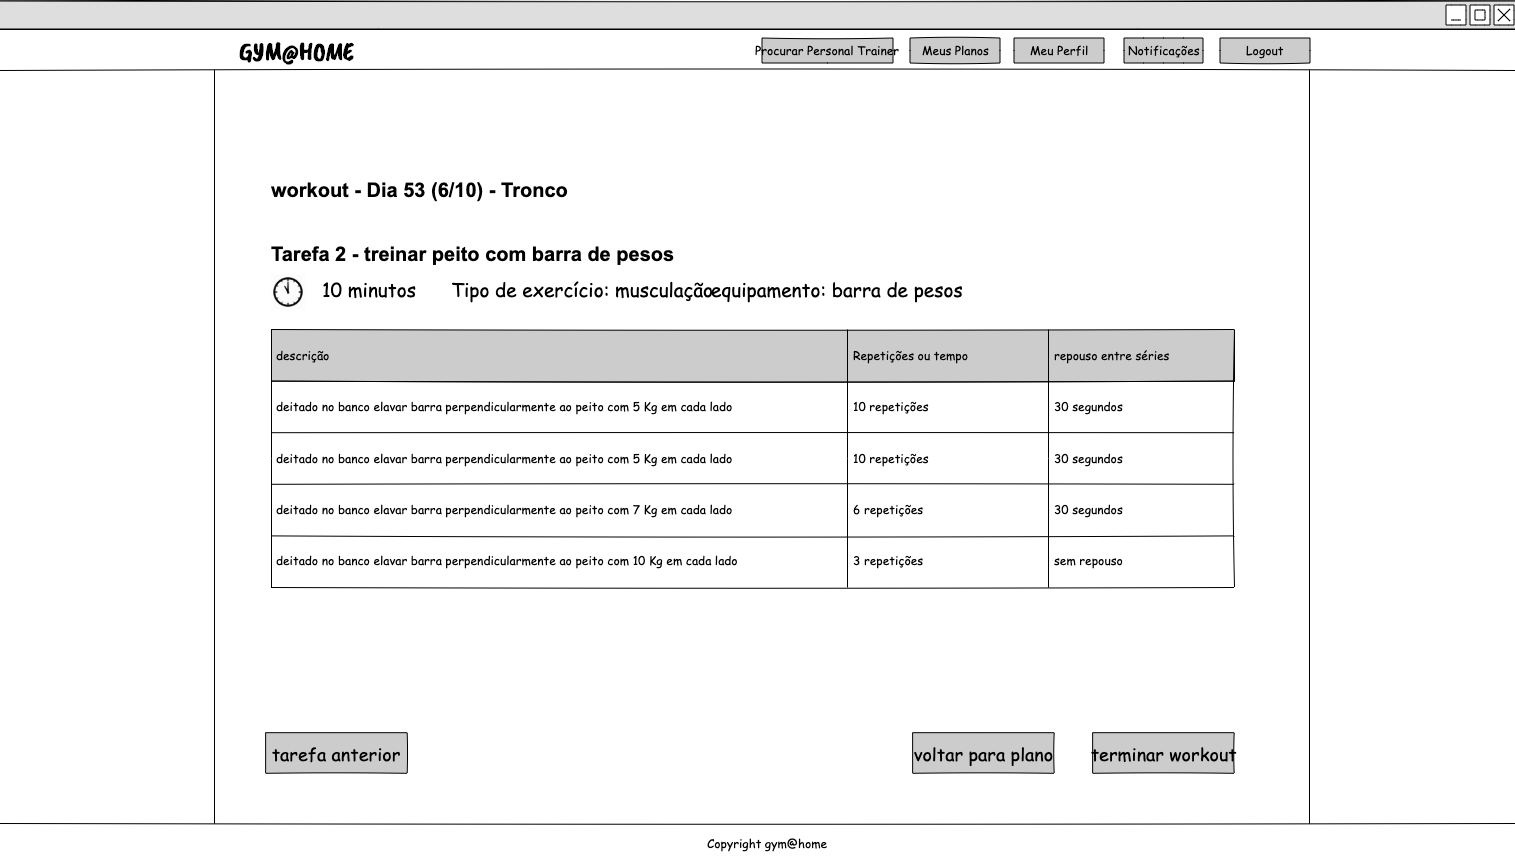 GYM@HOME Procurar Personal Trainer Meus Planos Meu Perfil Notificações Logout
workout - Dia 53 (6/10) - Tronco
Tarefa 2 - treinar peito com barra de pesos
10 minutos Tipo de exercício: musculação equipamento: barra de pesos
descrição Repetições ou tempo repouso entre séries
deitado no banco elavar barra perpendicularmente ao peito com 5 Kg em cada lado 10 repetições 30 segundos
deitado no banco elavar barra perpendicularmente ao peito com 5 Kg em cada lado 10 repetições 30 segundos
deitado no banco elavar barra perpendicularmente ao peito com 7 Kg em cada lado 6 repetições 30 segundos
deitado no banco elavar barra perpendicularmente ao peito com 10 Kg em cada lado 3 repetições sem repouso
tarefa anterior voltar para plano terminar workout
Copyright gym@home